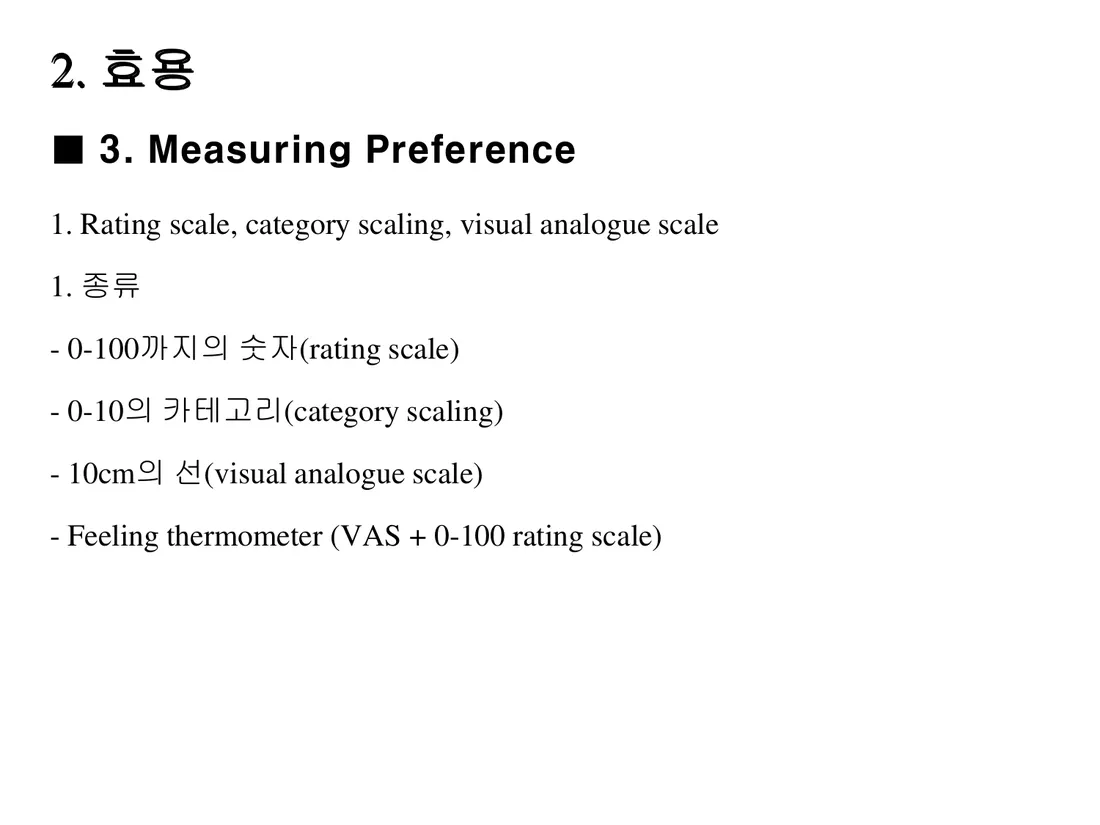 2. 효용
■ 3. Measuring Preference
1. Rating scale, category scaling, visual analogue scale
1. 종류
- 0-100까지의 숫자(rating scale)
- 0-10의 카테고리(category scaling)
- 10cm의 선(visual analogue scale)
- Feeling thermometer (VAS + 0-100 rating scale)